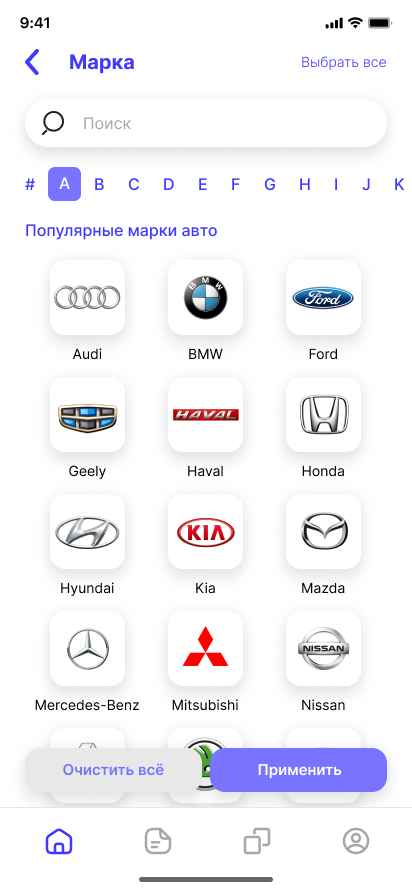 9:41
Марка
Выбрать все
Поиск
# A B C D E F G H I J K
Популярные марки авто
BMW
Ford
Audi BMW Ford
HAVAL
Geely Haval Honda
KIA
Hyundai Kia Mazda
NISSAN
Mercedes-Benz Mitsubishi Nissan
Очистить всё Применить